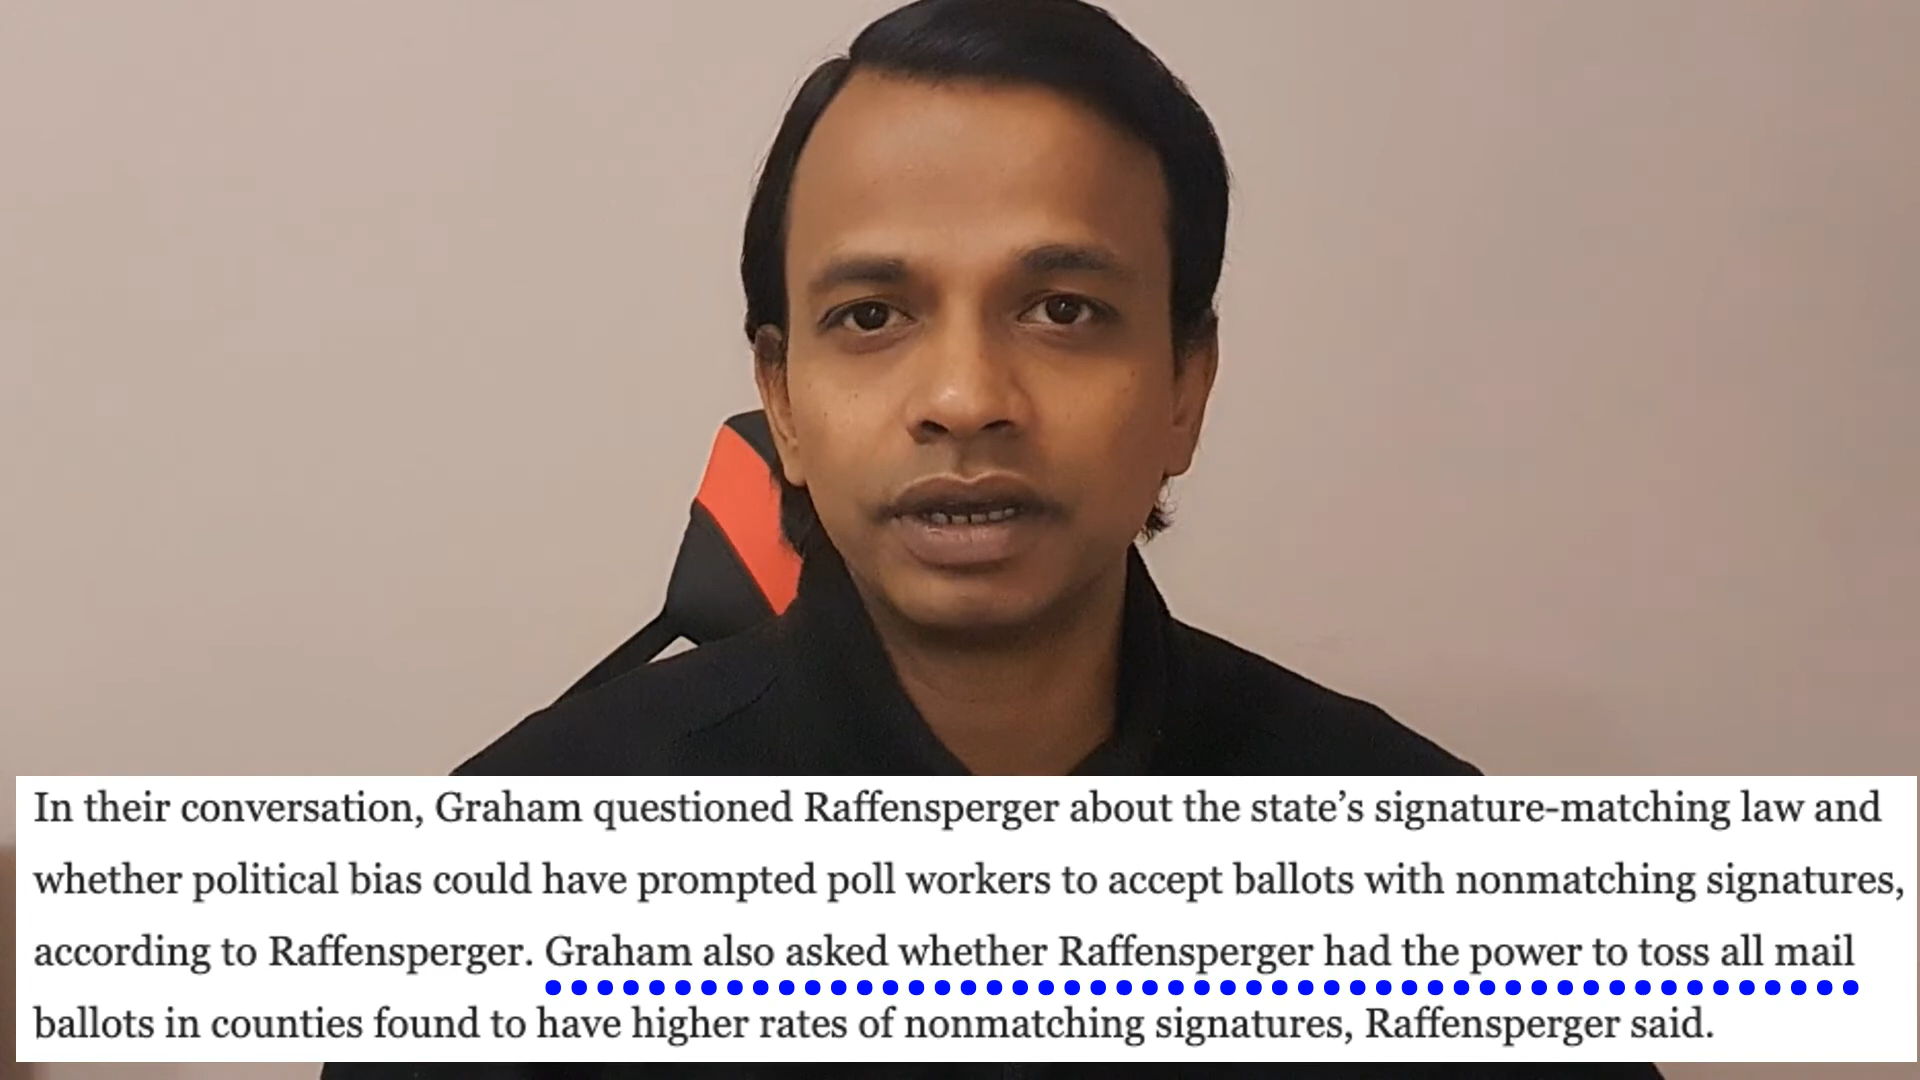 In their conversation, Graham questioned Raffensperger about the state’s signature-matching law and
whether political bias could have prompted poll workers to accept ballots with nonmatching signatures,
according to Raffensperger. Graham also asked whether Raffensperger had the power to toss all mail
ballots in counties found to have higher rates of nonmatching signatures, Raffensperger said.